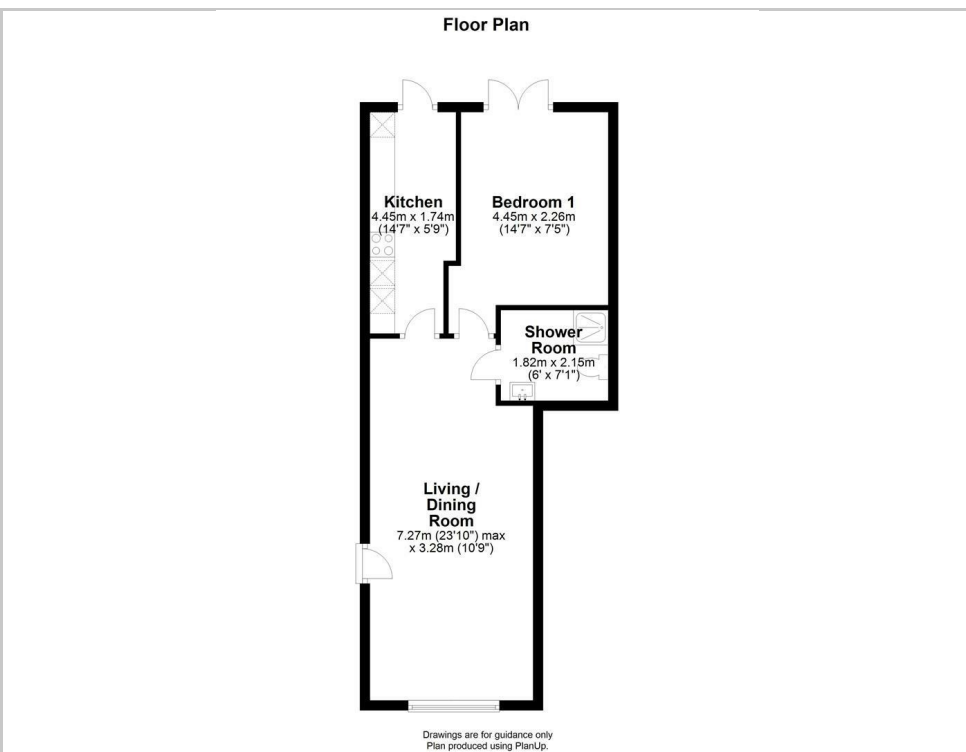 Floor Plan
Kitchen
4.45m x 1.74m
(14'7" x 5'9")
Bedroom 1
4.45m x 2.26m
(14'7" x 7'5")
Shower
Room
1.82m x 2.15m
(6' x 7'1")
Living /
Dining
Room
7.27m (23'10") max
x 3.28m (10'9")
Drawings are for guidance only
Plan produced using PlanUp.